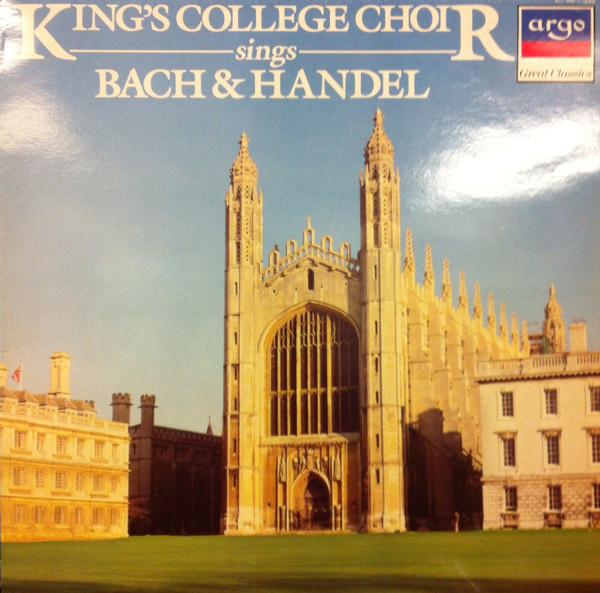 KING'S COLLEGE CHOIR
sings
BACH & HANDEL
argo
Great Classics